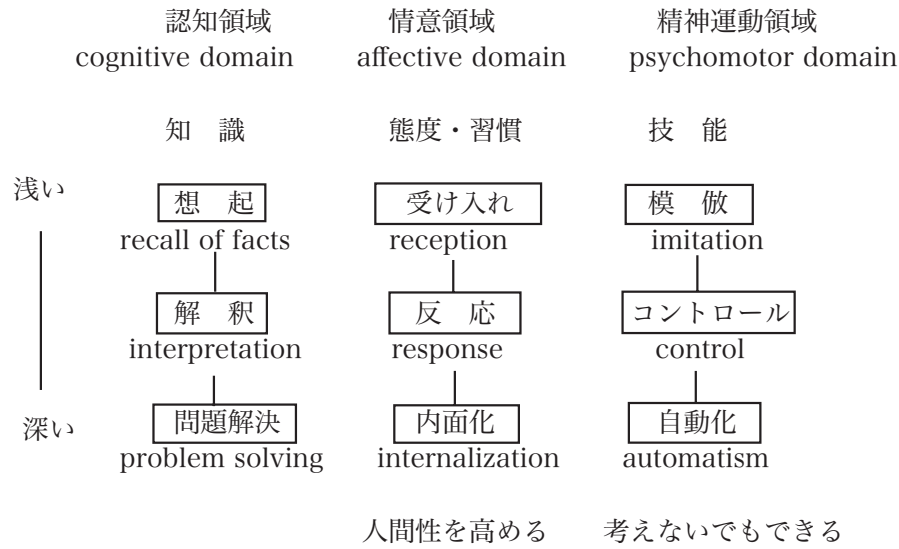 認知領域 情意領域 精神運動領域
cognitive domain affective domain psychomotor domain
知　識 態度・習慣 技　能
浅い
想　起 受け入れ 模　倣
recall of facts reception imitation
解　釈 反　応 コントロール
interpretation response control
深い
問題解決 内面化 自動化
problem solving internalization automatism
人間性を高める 考えないでもできる